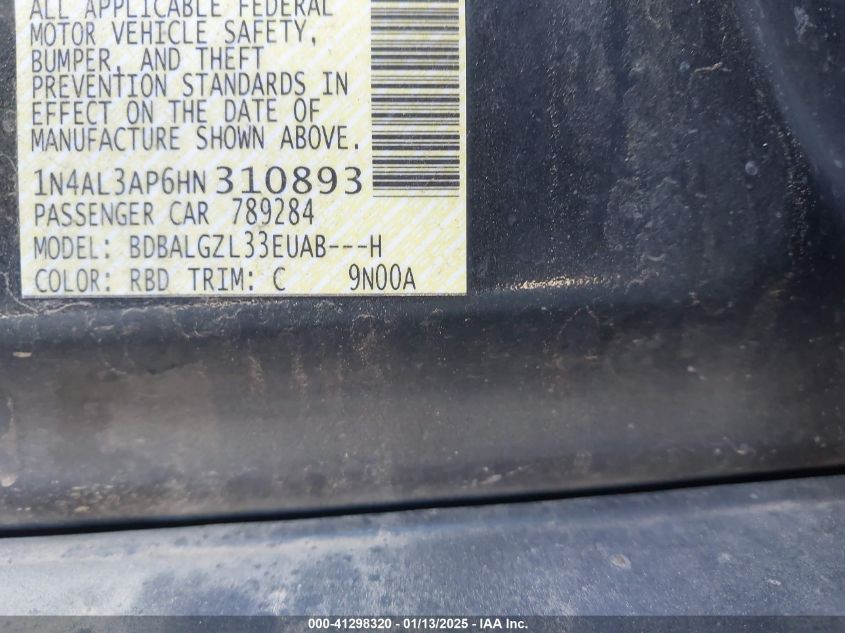 ALL APPLICABLE FEDERAL
MOTOR VEHICLE SAFETY,
BUMPER, AND THEFT
PREVENTION STANDARDS IN
EFFECT ON THE DATE OF
MANUFACTURE SHOWN ABOVE.
1N4AL3AP6HN310893
PASSENGER CAR 789284
MODEL: BDBALGZL33EUAB---H
COLOR: RBD TRIM: C 9N00A
000-41298320 - 01/13/2025 - IAA Inc.